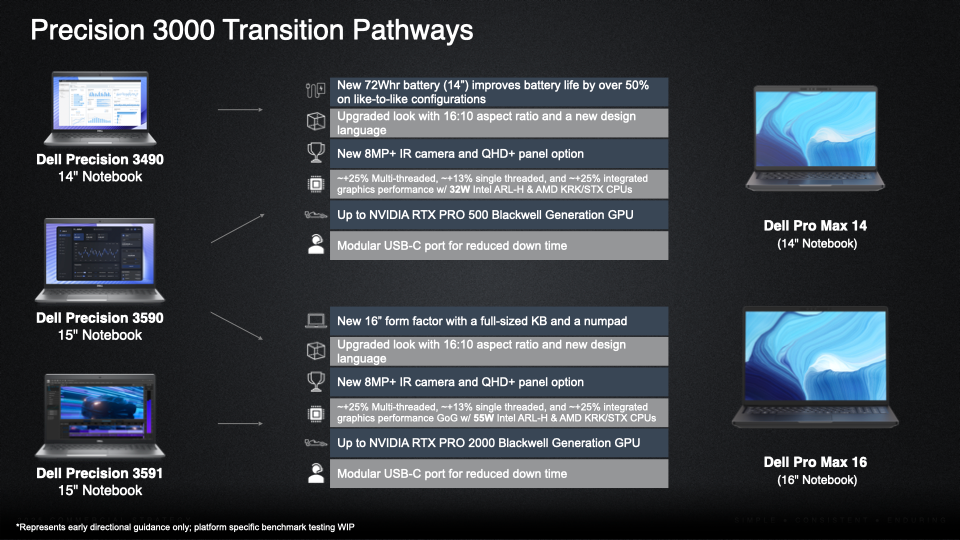 Precision 3000 Transition Pathways
Dell Precision 3490
14" Notebook
Dell Precision 3590
15" Notebook
Dell Precision 3591
15" Notebook
New 72Whr battery (14") improves battery life by over 50%
on like-to-like configurations
Upgraded look with 16:10 aspect ratio and a new design
language
New 8MP+ IR camera and QHD+ panel option
~+25% Multi-threaded, ~+13% single threaded, and ~+25% integrated
graphics performance w/ 32W Intel ARL-H & AMD KRK/STX CPUs
Up to NVIDIA RTX PRO 500 Blackwell Generation GPU
Modular USB-C port for reduced down time
Dell Pro Max 14
(14" Notebook)
New 16" form factor with a full-sized KB and a numpad
Upgraded look with 16:10 aspect ratio and new design
language
New 8MP+ IR camera and QHD+ panel option
~+25% Multi-threaded, ~+13% single threaded, and ~+25% integrated
graphics performance GoG w/ 55W Intel ARL-H & AMD KRK/STX CPUs
Up to NVIDIA RTX PRO 2000 Blackwell Generation GPU
Modular USB-C port for reduced down time
Dell Pro Max 16
(16" Notebook)
*Represents early directional guidance only; platform specific benchmark testing WIP